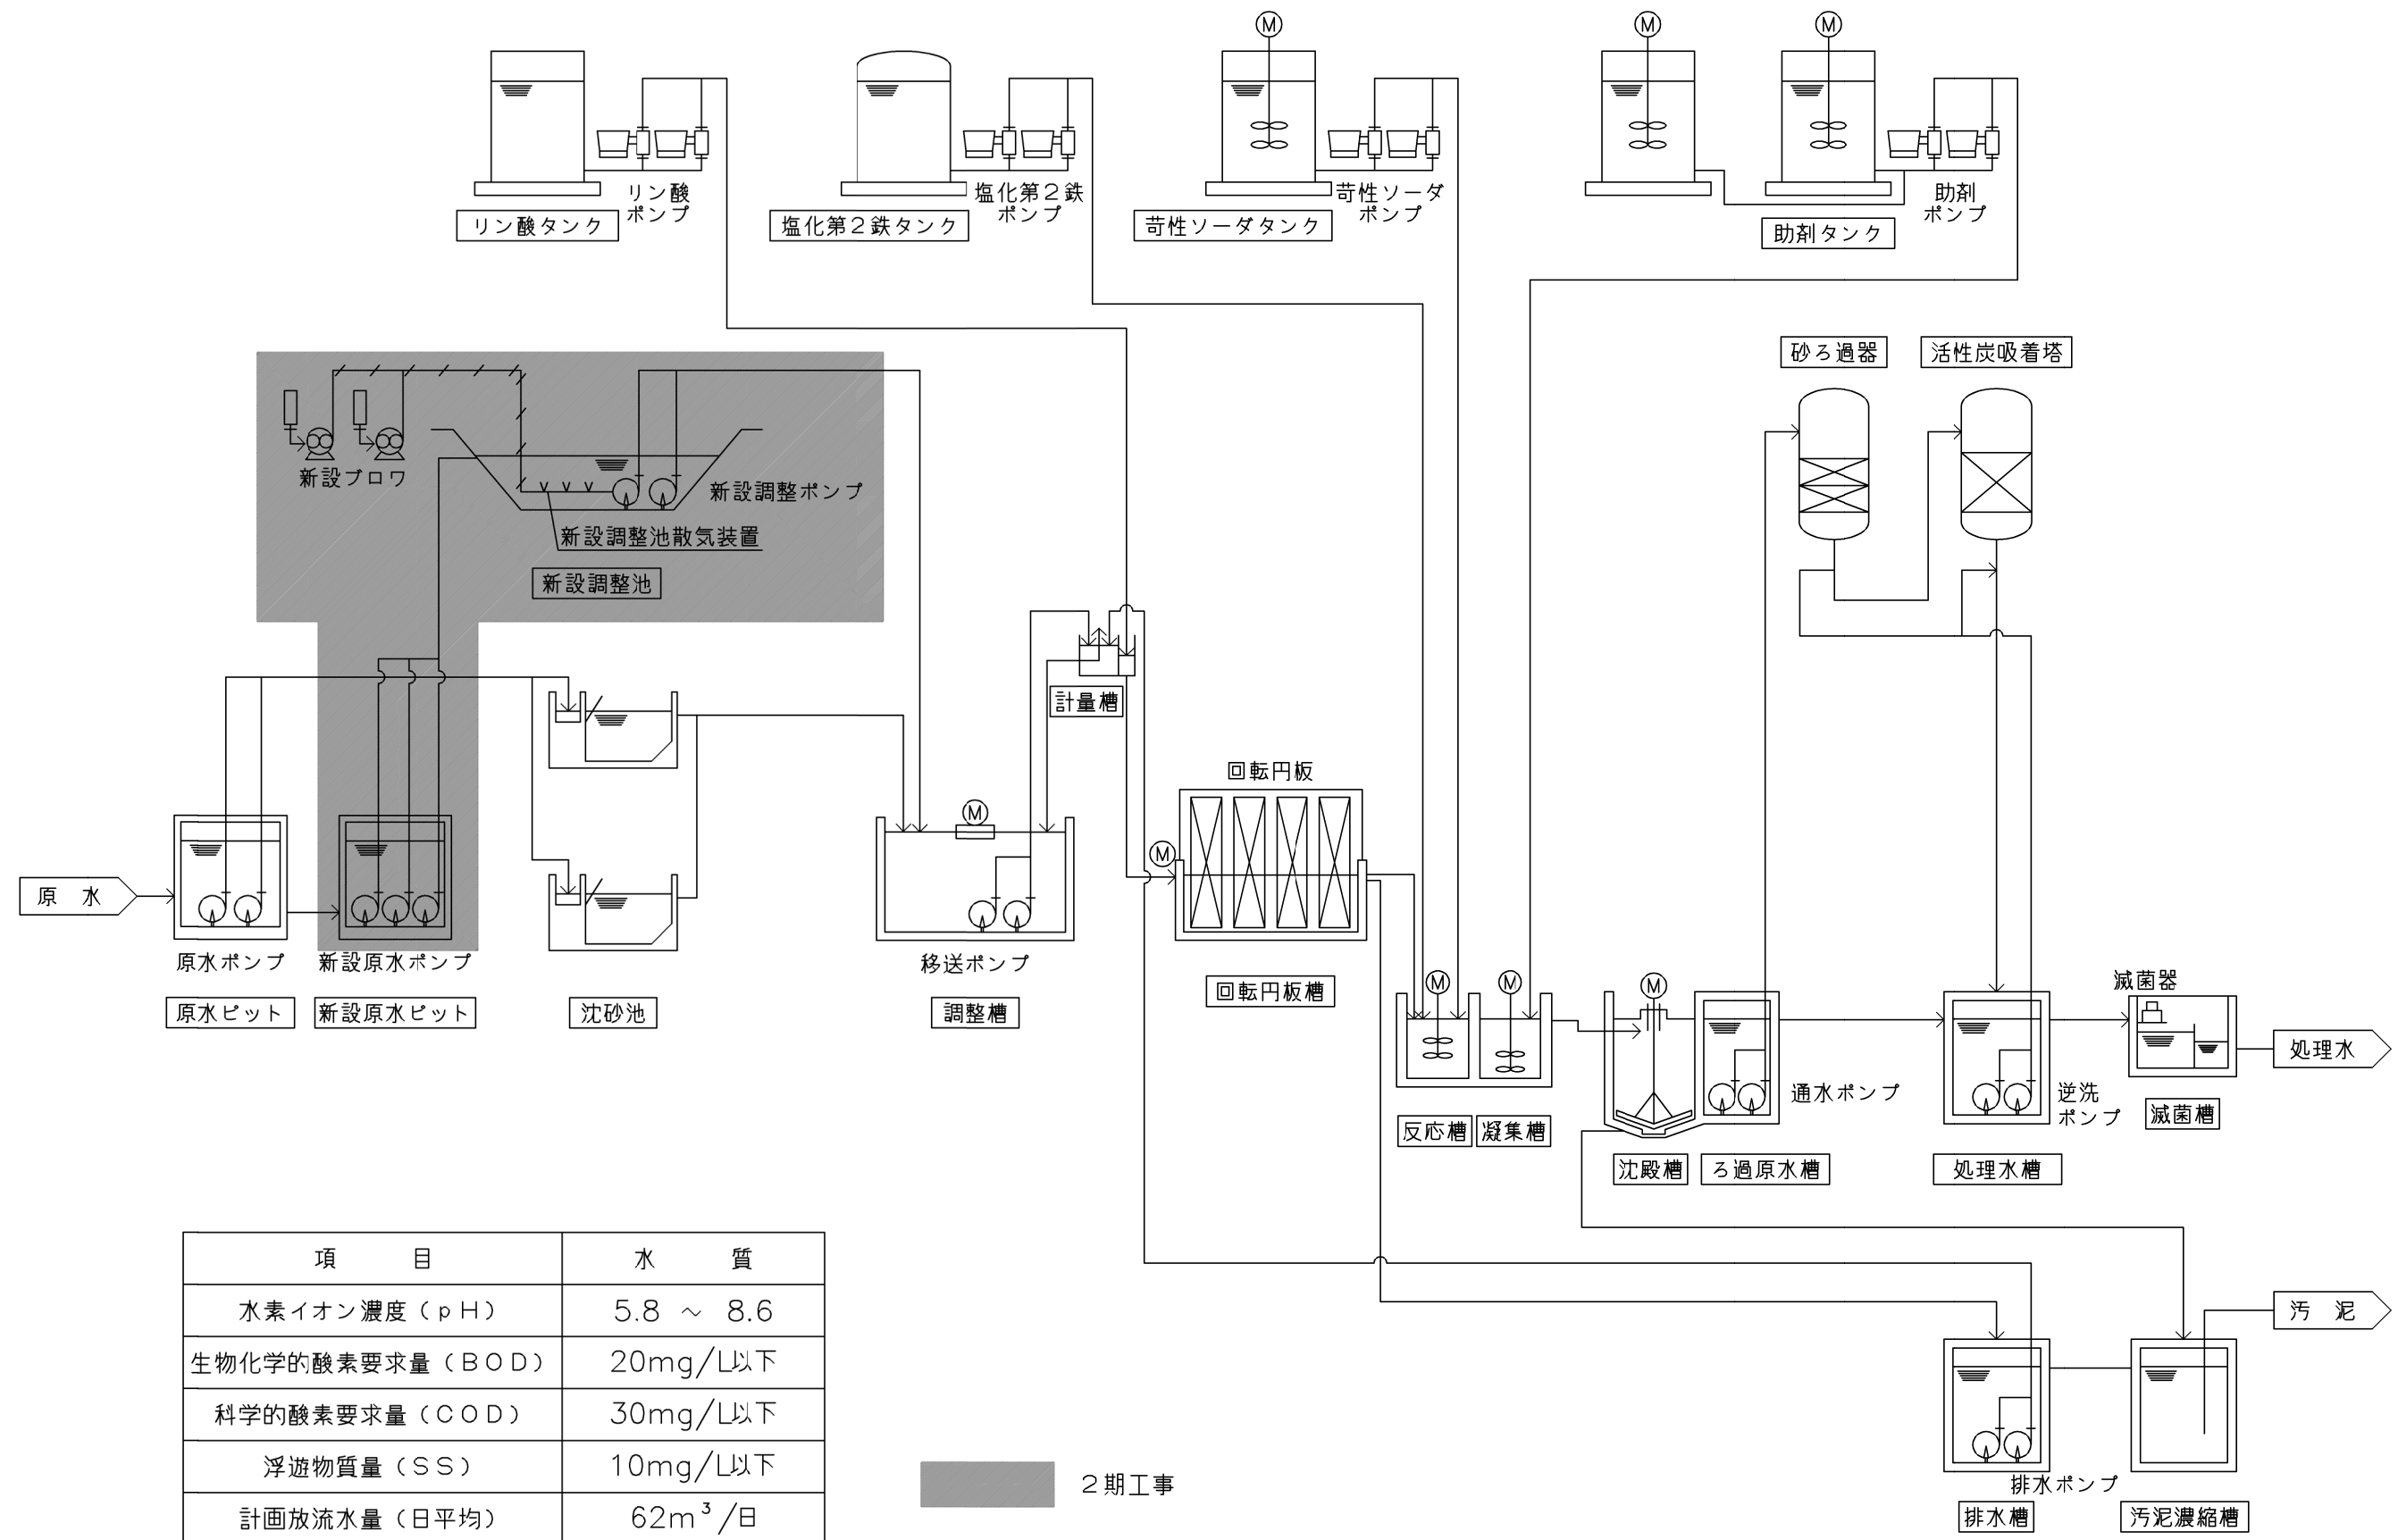 Ⓜ
Ⓜ
Ⓜ
リン酸
ポンプ
リン酸タンク
塩化第２鉄
ポンプ
塩化第２鉄タンク
苛性ソーダ
ポンプ
苛性ソーダタンク
助剤
ポンプ
助剤タンク
砂ろ過器
活性炭吸着塔
新設ブロワ
新設調整ポンプ
新設調整池散気装置
新設調整池
計量槽
回転円板
Ⓜ
Ⓜ
原　水
原水ポンプ
新設原水ポンプ
移送ポンプ
原水ピット
新設原水ピット
沈砂池
調整槽
回転円板槽
Ⓜ
Ⓜ
Ⓜ
滅菌器
処理水
通水ポンプ
逆洗
ポンプ
滅菌槽
反応槽
凝集槽
沈殿槽
ろ過原水槽
処理水槽
項　目　水　質
水素イオン濃度（ｐＨ）　5.8 ～ 8.6
生物化学的酸素要求量（ＢＯＤ）　20mg/L以下
科学的酸素要求量（ＣＯＤ）　30mg/L以下
浮遊物質量（ＳＳ）　10mg/L以下
計画放流水量（日平均）　62m³/日
２期工事
汚　泥
排水ポンプ
排水槽
汚泥濃縮槽